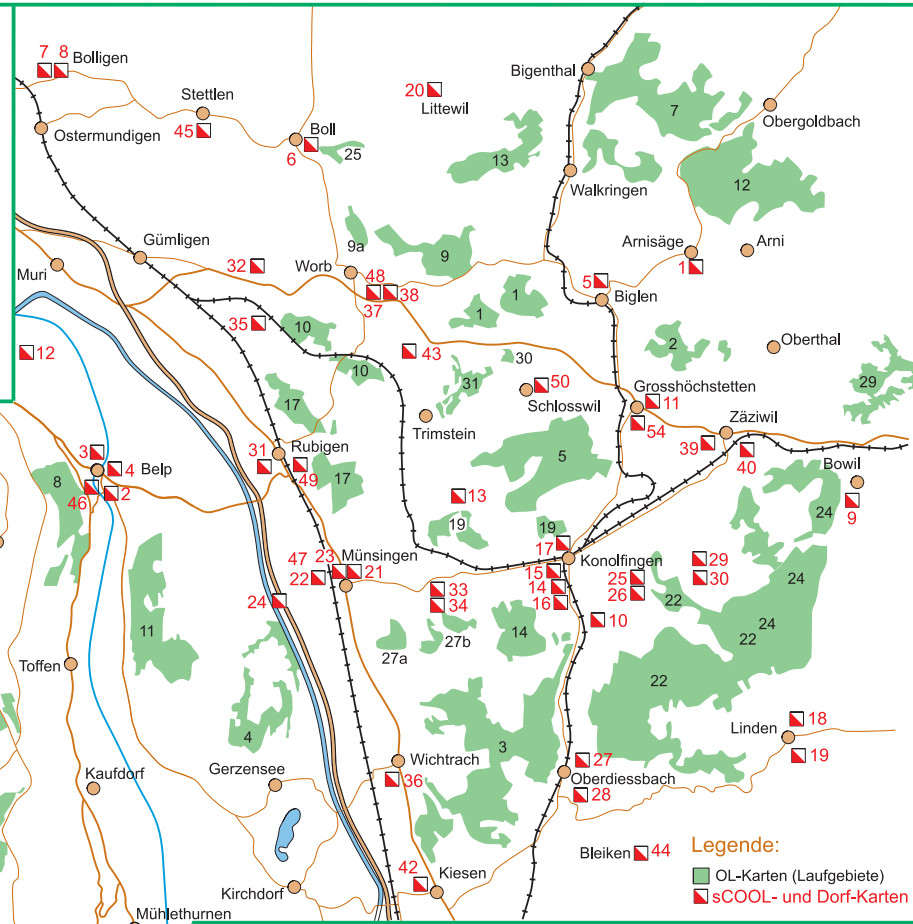 7 8 Bolligen
Bigenthal
20
Littewil
Stettlen
7
Obergoldbach
Ostermundigen
45
Boll
6
25
13
Walkringen
12
9a
9
Arnisäge
Arni
Gümligen
Muri
32
Worb
48
37
38
1
5
Biglen
1
1
35
10
12
43
10
30
2
Oberthal
31
50
Schlosswil
Grosshöchstetten
11
29
17
Trimstein
54
Zäziwil
39
40
3
4
Belp
31
Rubigen
49
17
5
Bowil
8
46
2
13
24
9
19
19
17
Konolfingen
47
23
Münsingen
22
21
15
14
16
25
26
29
30
24
24
33
34
22
24
22
10
11
27a
27b
14
22
Toffen
4
3
Linden
18
19
Wichtrach
36
27
Oberdiessbach
28
Kaufdorf
Gerzensee
Bleiken
44
Legende:
OL-Karten (Laufgebiete)
sCOOL- und Dorf-Karten
42
Kiesen
Kirchdorf
Mühlethurnen